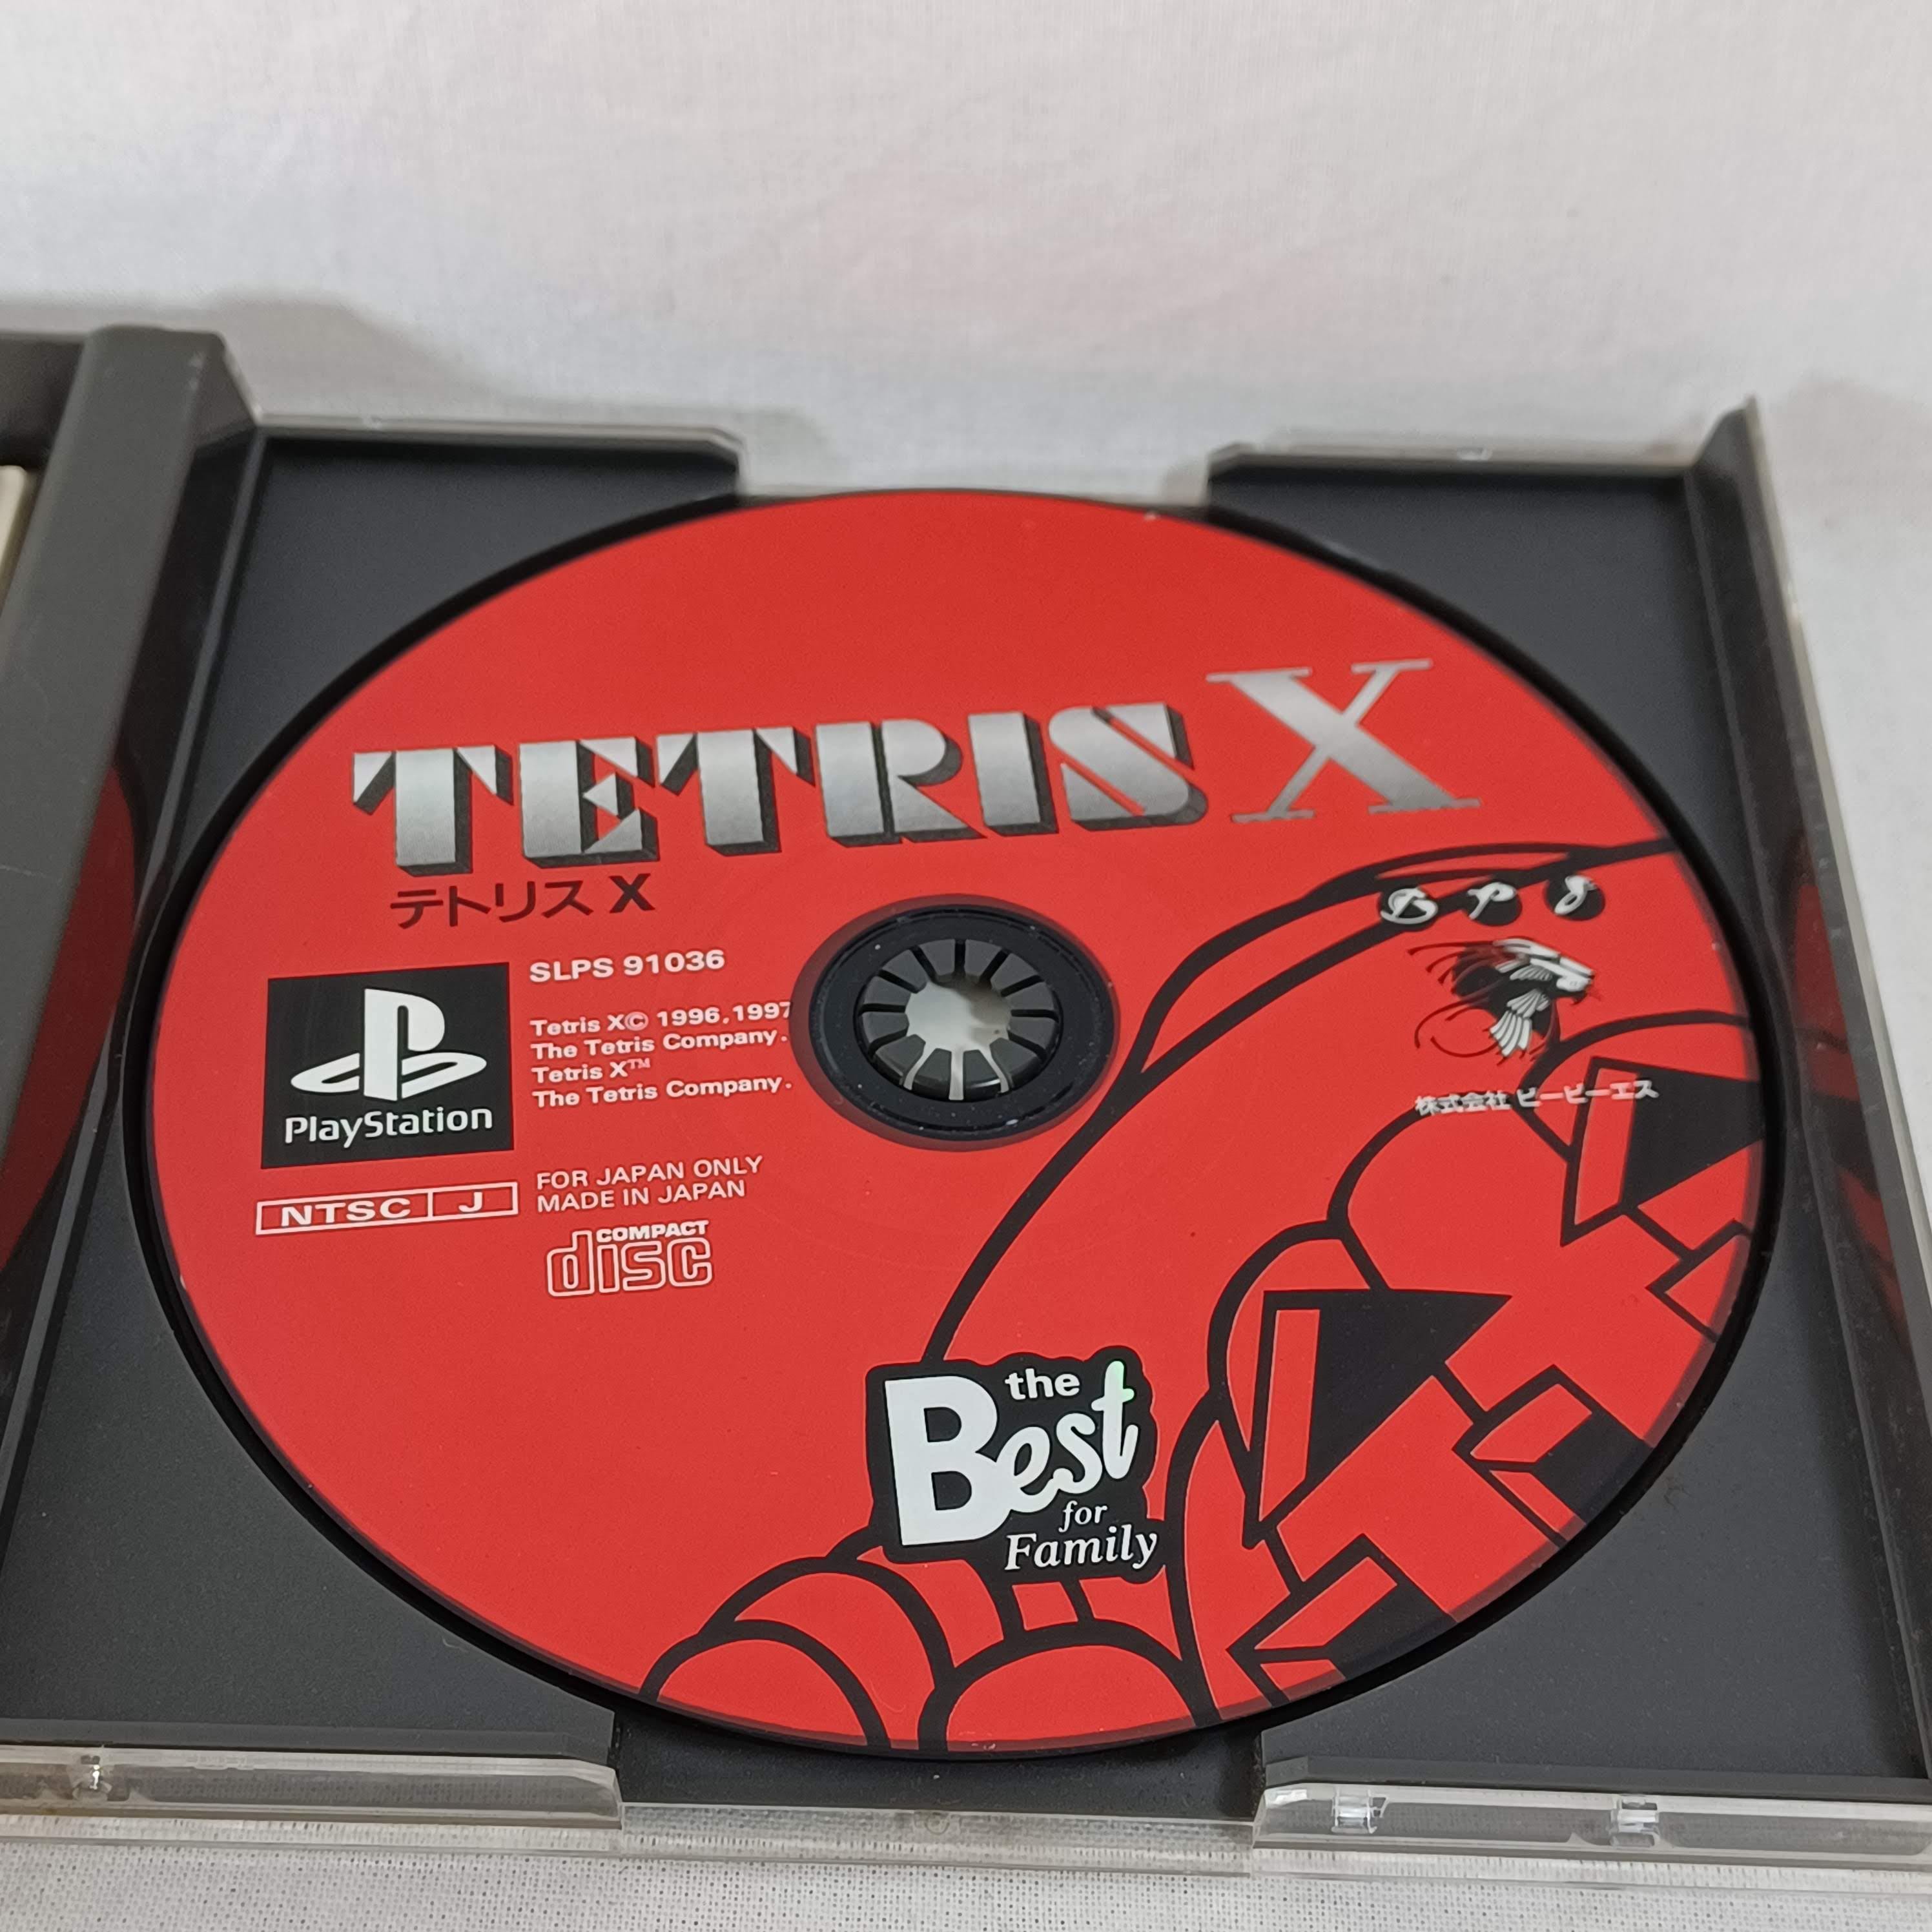 TETRIS X
テトリス X
SLPS 91036
Tetris X© 1996,1997
The Tetris Company.
Tetris X™
The Tetris Company.
PlayStation
NTSC J
FOR JAPAN ONLY
MADE IN JAPAN
COMPACT
disc
BPS
株式会社 ビーピーエス
the
Best
for
Family